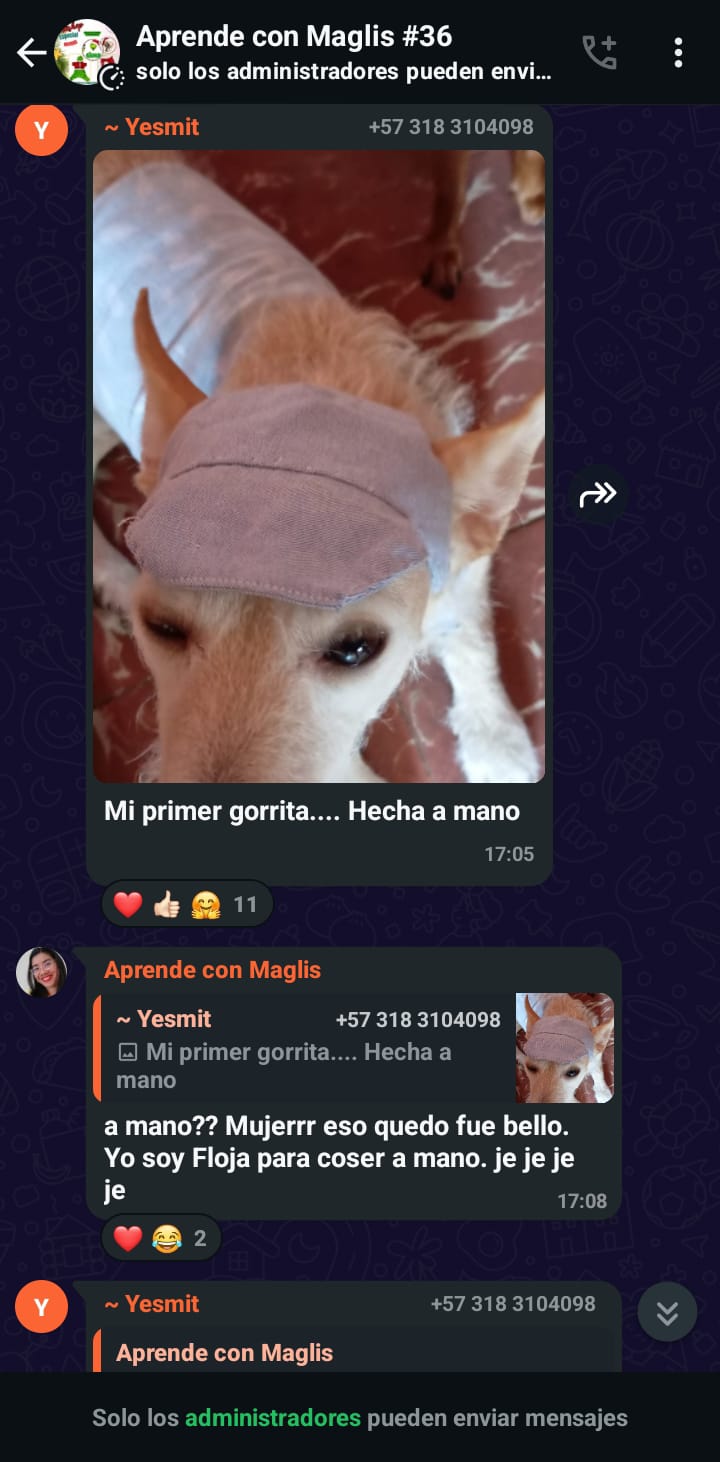 Aprende con Maglis #36
solo los administradores pueden envi...
Y
~ Yesmit +57 318 3104098
Mi primer gorrita.... Hecha a mano
17:05
11
Aprende con Maglis
~ Yesmit +57 318 3104098
Mi primer gorrita.... Hecha a
mano
a mano?? Mujerrr eso quedo fue bello.
Yo soy Floja para coser a mano. je je je
je
17:08
2
Y
~ Yesmit +57 318 3104098
Aprende con Maglis
Solo los administradores pueden enviar mensajes